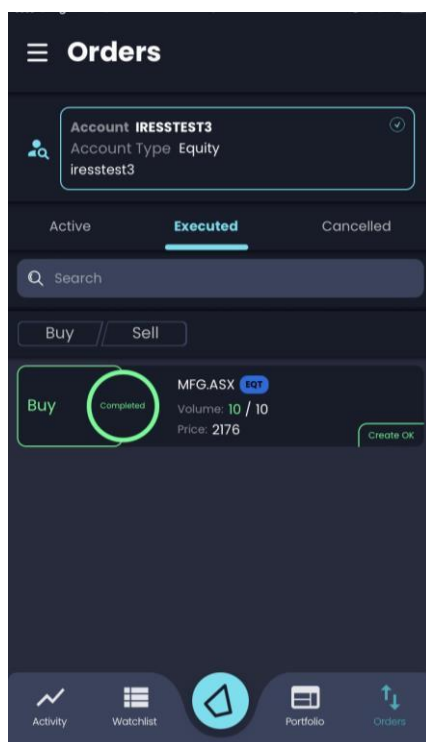 Orders
Account IRESSTEST3
Account Type Equity
iresstest3
Active Executed Cancelled
Search
Buy Sell
MFG.ASX EQT
Buy Completed Volume: 10 / 10
Price: 2176
Create OK
Activity Watchlist Portfolio Orders